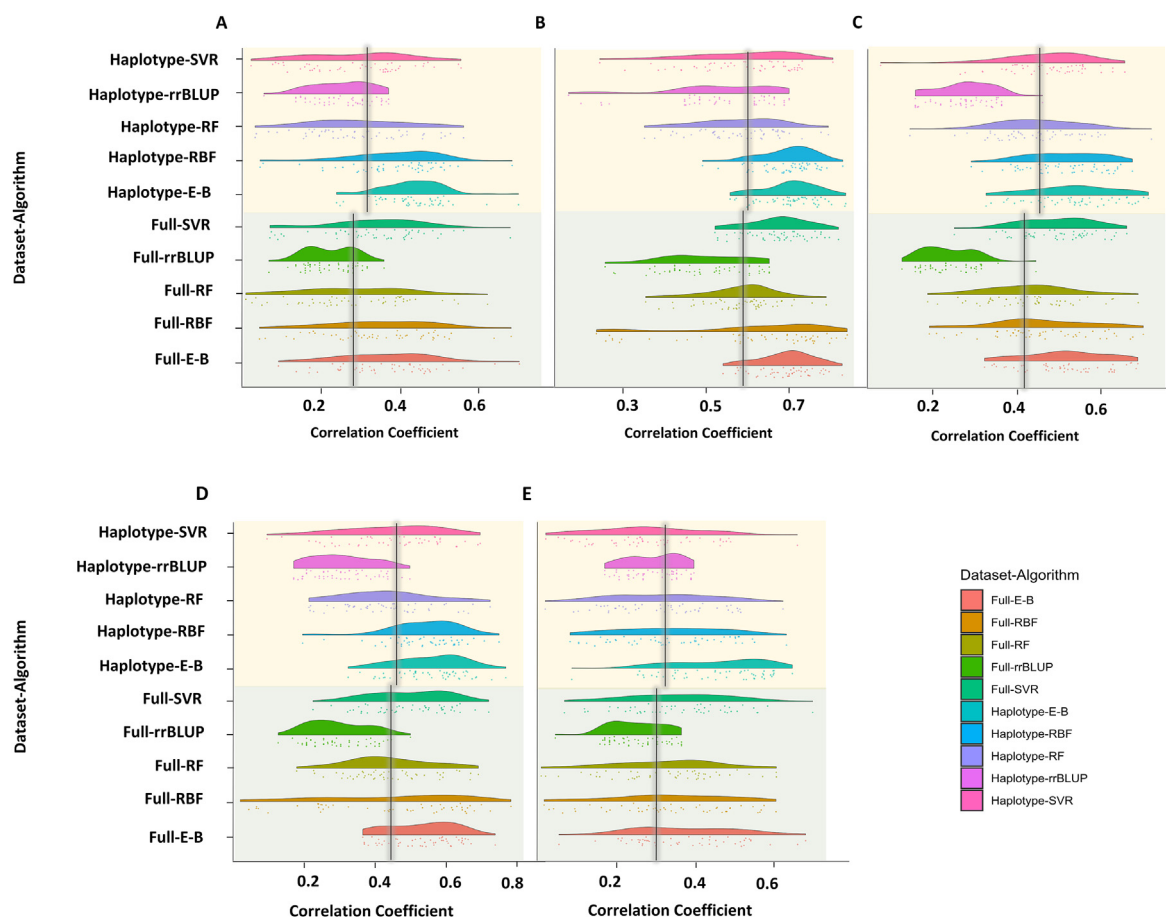 A B C
Haplotype-SVR
Haplotype-rrBLUP
Haplotype-RF
Haplotype-RBF
Haplotype-E-B
Full-SVR
Full-rrBLUP
Full-RF
Full-RBF
Full-E-B
Dataset-Algorithm
0.2 0.4 0.6
0.3 0.5 0.7
0.2 0.4 0.6
Correlation Coefficient
Correlation Coefficient
Correlation Coefficient
D E
Haplotype-SVR
Haplotype-rrBLUP
Haplotype-RF
Haplotype-RBF
Haplotype-E-B
Full-SVR
Full-rrBLUP
Full-RF
Full-RBF
Full-E-B
Dataset-Algorithm
0.2 0.4 0.6 0.8
0.2 0.4 0.6
Correlation Coefficient
Correlation Coefficient
Dataset-Algorithm
Full-E-B
Full-RBF
Full-RF
Full-rrBLUP
Full-SVR
Haplotype-E-B
Haplotype-RBF
Haplotype-RF
Haplotype-rrBLUP
Haplotype-SVR